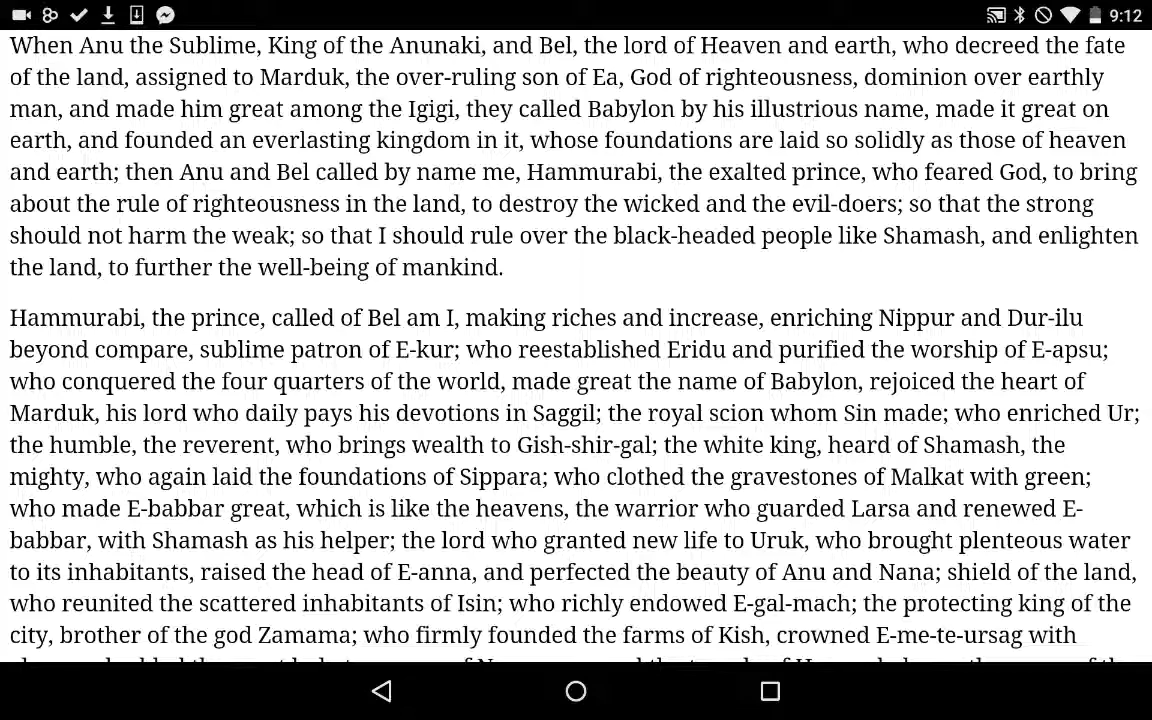 9:12
When Anu the Sublime, King of the Anunaki, and Bel, the lord of Heaven and earth, who decreed the fate
of the land, assigned to Marduk, the over-ruling son of Ea, God of righteousness, dominion over earthly
man, and made him great among the Igigi, they called Babylon by his illustrious name, made it great on
earth, and founded an everlasting kingdom in it, whose foundations are laid so solidly as those of heaven
and earth; then Anu and Bel called by name me, Hammurabi, the exalted prince, who feared God, to bring
about the rule of righteousness in the land, to destroy the wicked and the evil-doers; so that the strong
should not harm the weak; so that I should rule over the black-headed people like Shamash, and enlighten
the land, to further the well-being of mankind.
Hammurabi, the prince, called of Bel am I, making riches and increase, enriching Nippur and Dur-ilu
beyond compare, sublime patron of E-kur; who reestablished Eridu and purified the worship of E-apsu;
who conquered the four quarters of the world, made great the name of Babylon, rejoiced the heart of
Marduk, his lord who daily pays his devotions in Saggil; the royal scion whom Sin made; who enriched Ur;
the humble, the reverent, who brings wealth to Gish-shir-gal; the white king, heard of Shamash, the
mighty, who again laid the foundations of Sippara; who clothed the gravestones of Malkat with green;
who made E-babbar great, which is like the heavens, the warrior who guarded Larsa and renewed E-
babbar, with Shamash as his helper; the lord who granted new life to Uruk, who brought plenteous water
to its inhabitants, raised the head of E-anna, and perfected the beauty of Anu and Nana; shield of the land,
who reunited the scattered inhabitants of Isin; who richly endowed E-gal-mach; the protecting king of the
city, brother of the god Zamama; who firmly founded the farms of Kish, crowned E-me-te-ursag with